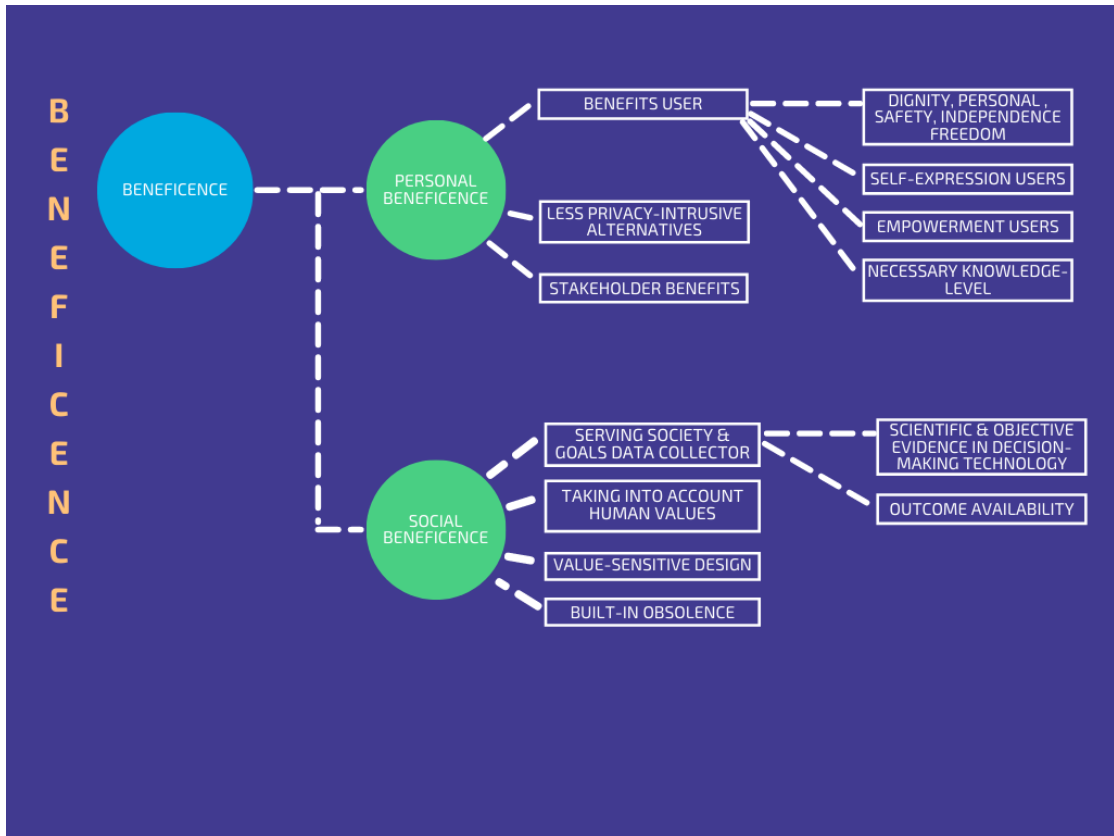 BENEFICENCE
BENEFICENCE
PERSONAL
BENEFICENCE
BENEFITS USER
DIGNITY, PERSONAL ,
SAFETY, INDEPENDENCE
FREEDOM
SELF-EXPRESSION USERS
EMPOWERMENT USERS
NECESSARY KNOWLEDGE-
LEVEL
LESS PRIVACY-INTRUSIVE
ALTERNATIVES
STAKEHOLDER BENEFITS
SOCIAL
BENEFICENCE
SERVING SOCIETY &
GOALS DATA COLLECTOR
SCIENTIFIC & OBJECTIVE
EVIDENCE IN DECISION-
MAKING TECHNOLOGY
OUTCOME AVAILABILITY
TAKING INTO ACCOUNT
HUMAN VALUES
VALUE-SENSITIVE DESIGN
BUILT-IN OBSOLENCE